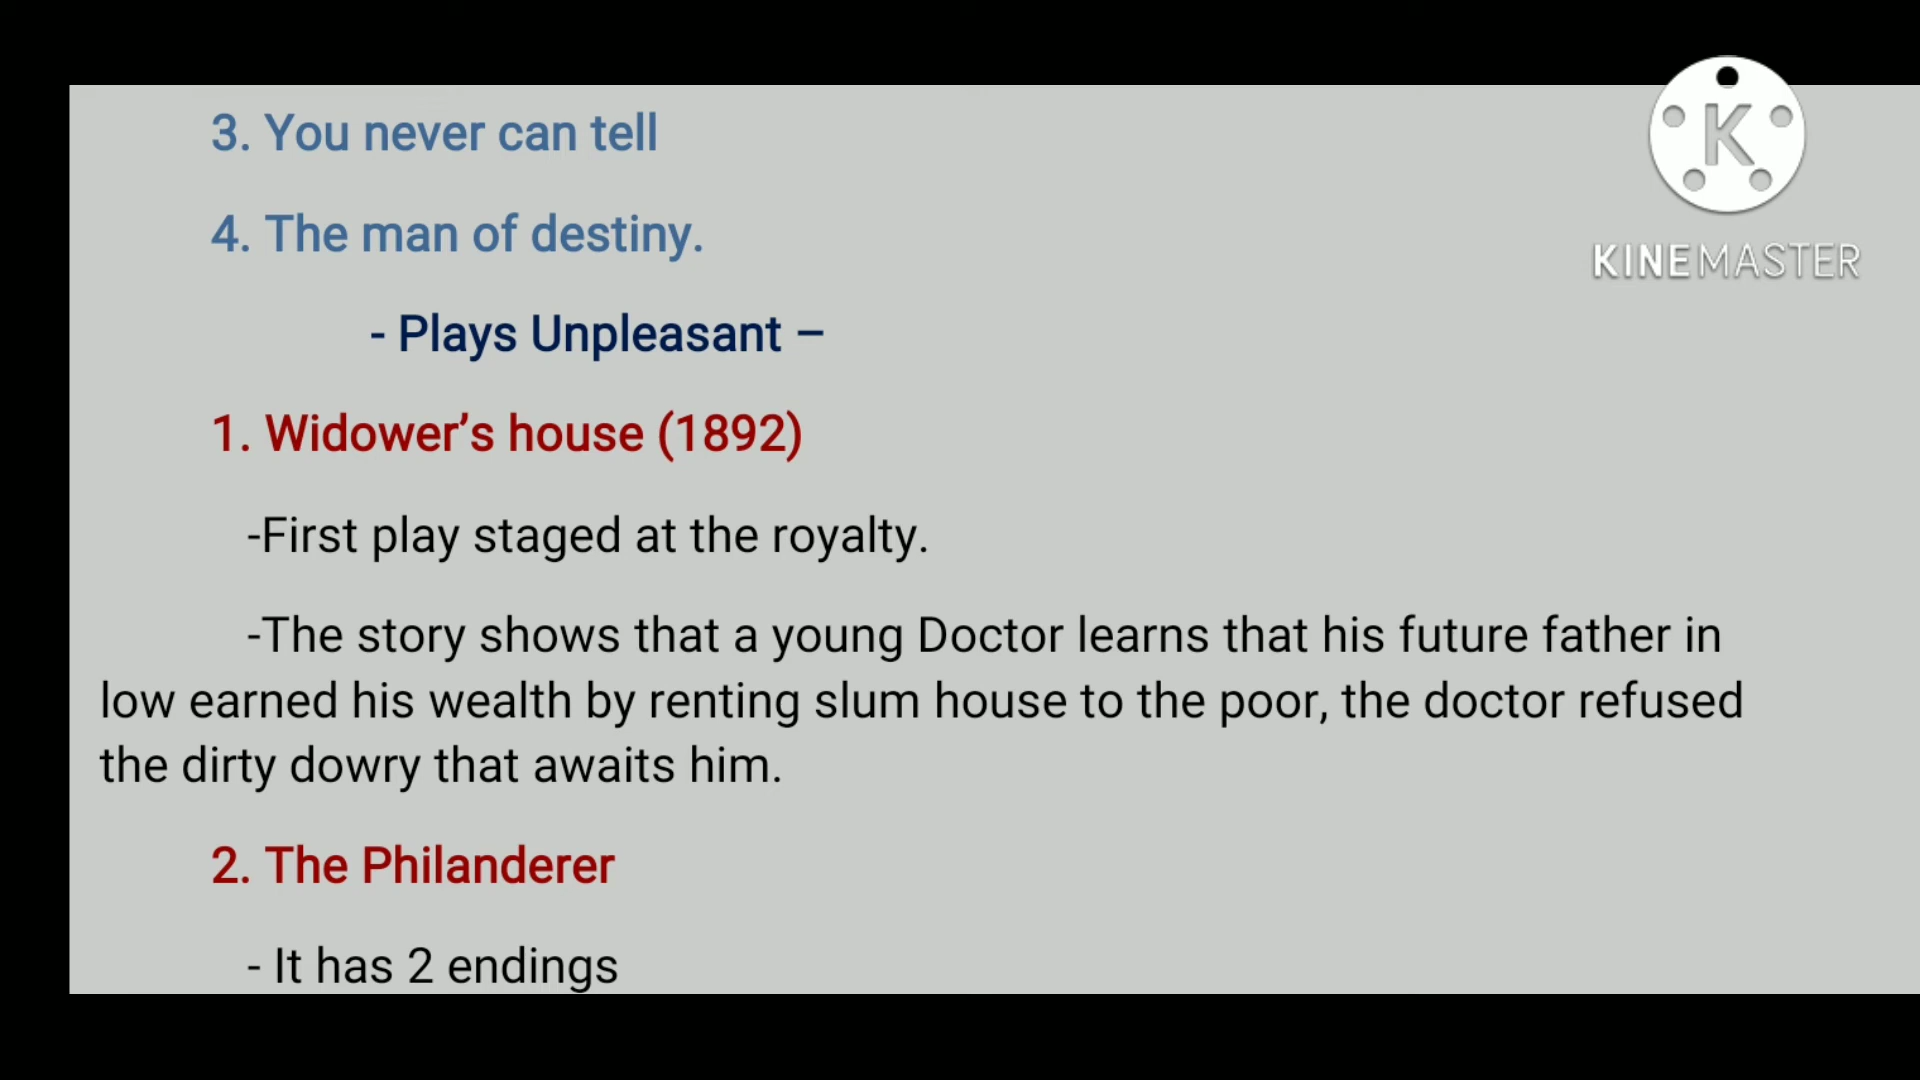 3. You never can tell
4. The man of destiny.
- Plays Unpleasant –
1. Widower’s house (1892)
-First play staged at the royalty.
-The story shows that a young Doctor learns that his future father in
low earned his wealth by renting slum house to the poor, the doctor refused
the dirty dowry that awaits him.
2. The Philanderer
- It has 2 endings
K
KINEMASTER